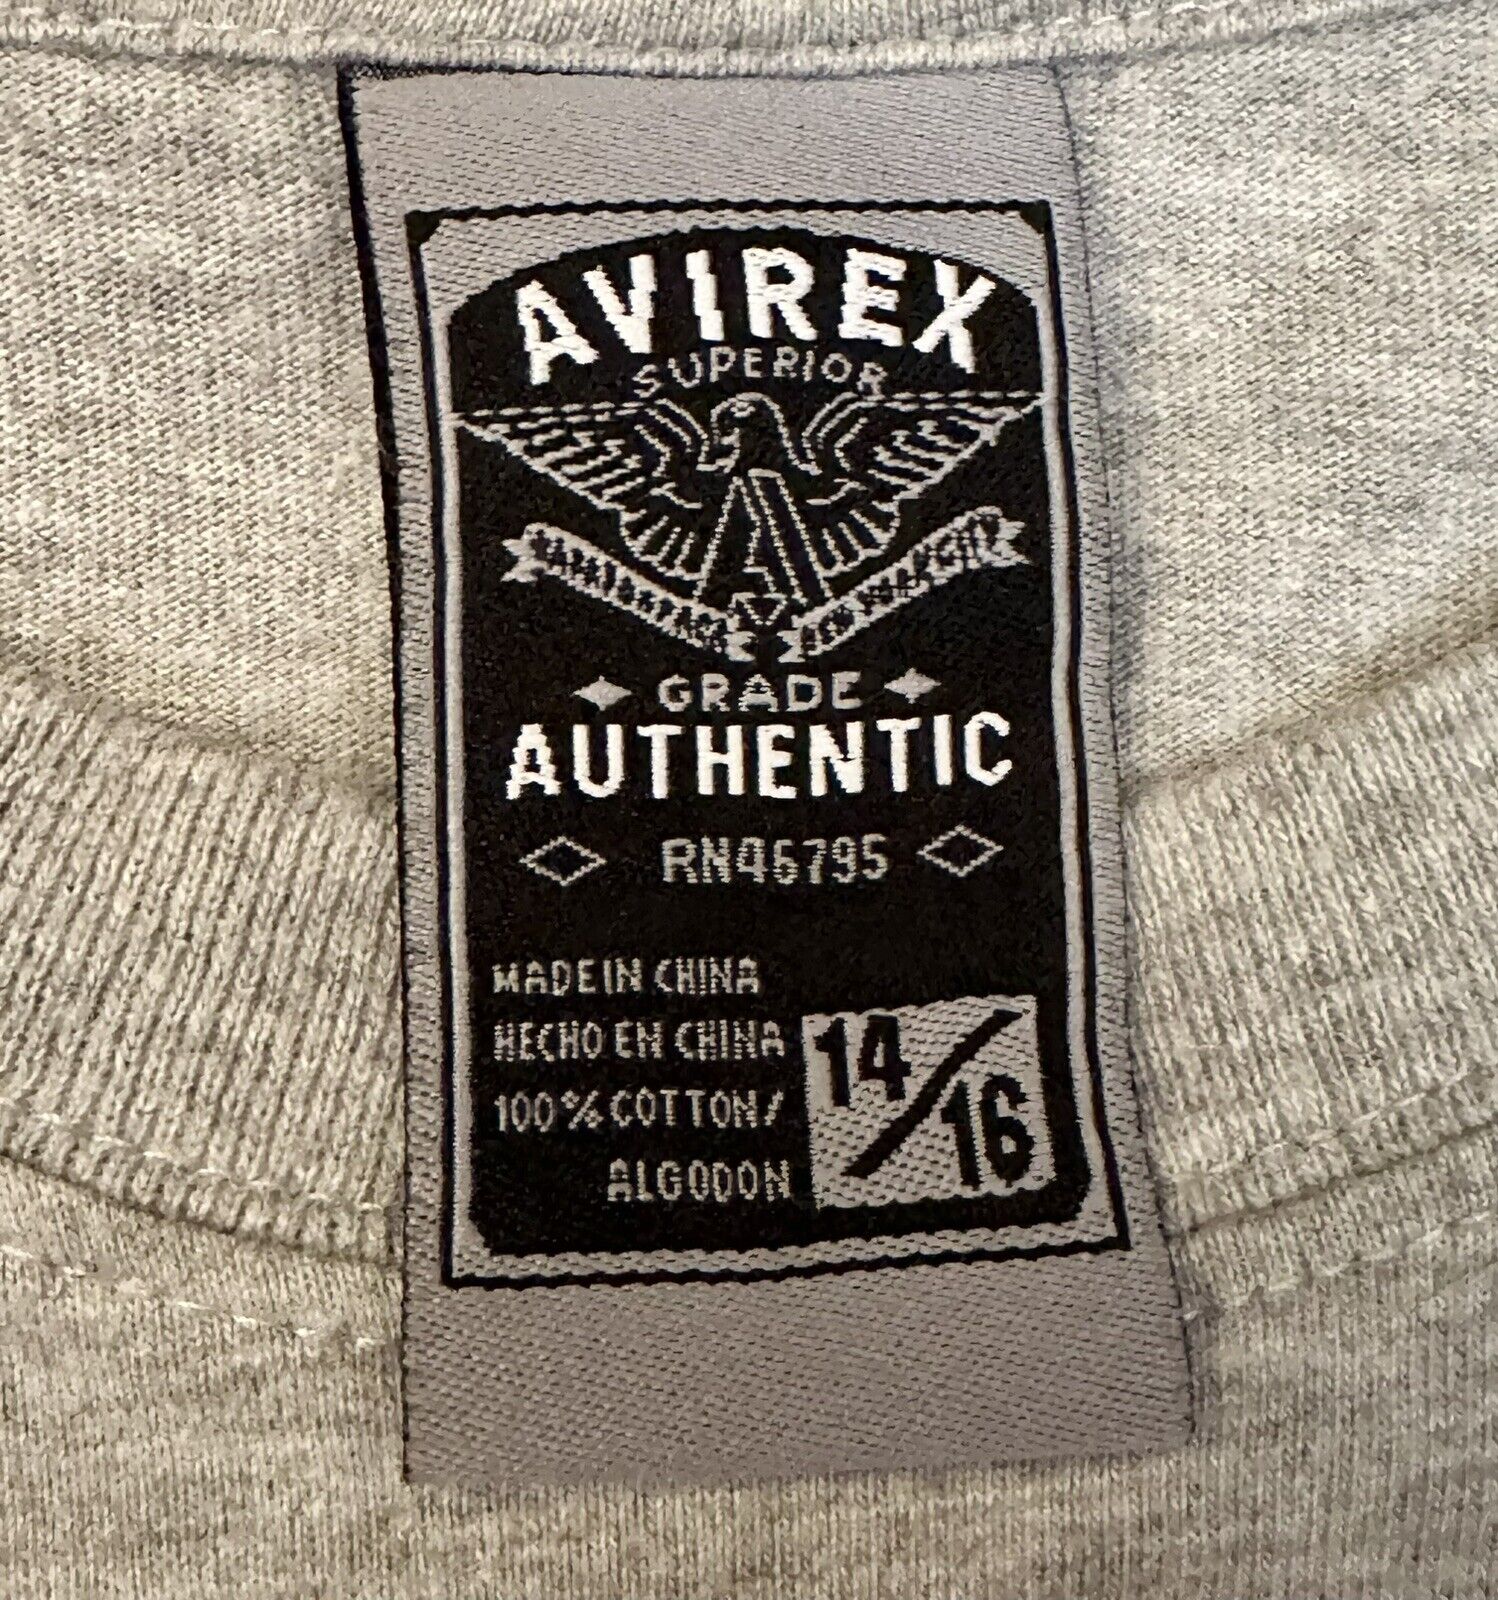 AVIREX
SUPERIOR
GRADE
AUTHENTIC
RN46795
MADE IN CHINA
HECHO EN CHINA
100% COTTON/
ALGODON
14/16